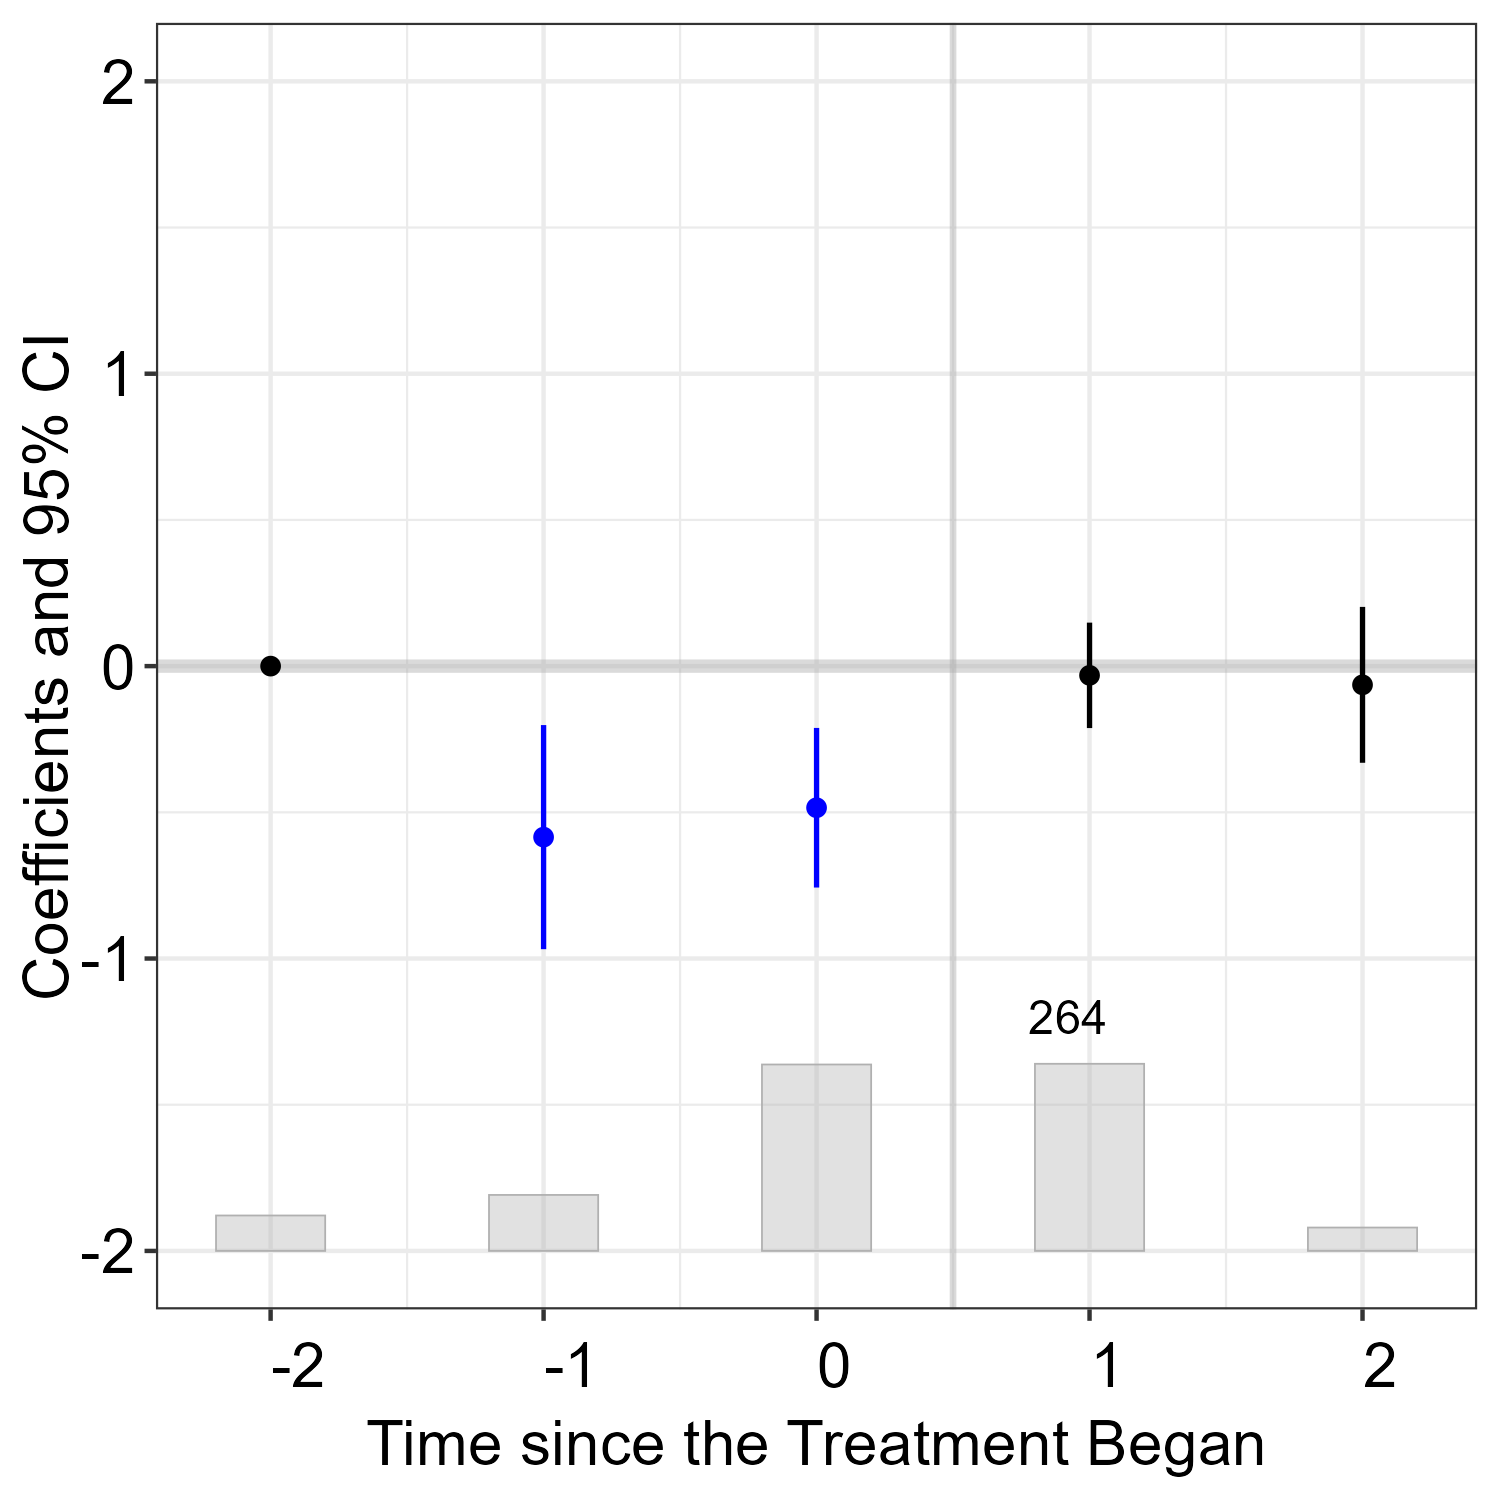 Coefficients and 95% CI
2
1
0
-1
-2
264
-2 -1 0 1 2
Time since the Treatment Began